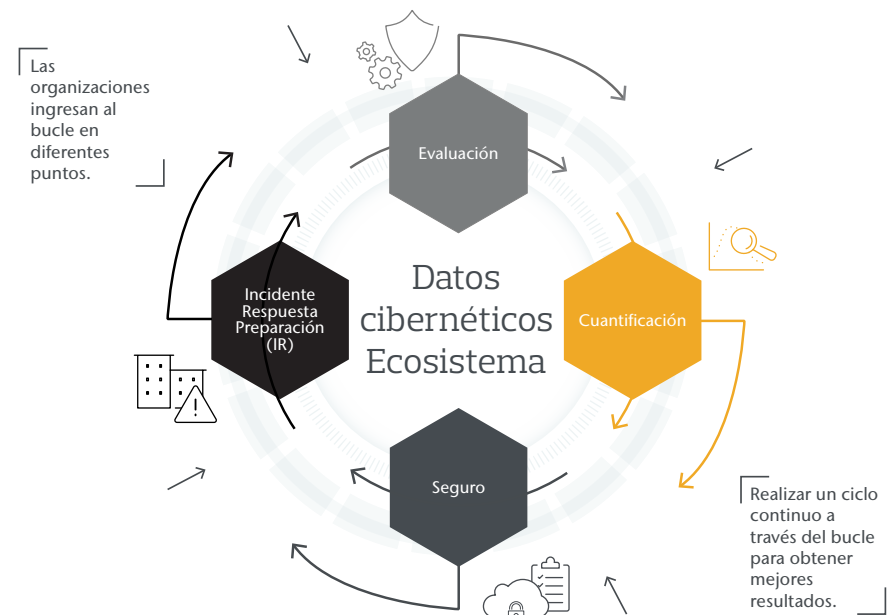 Las
organizaciones
ingresan al
bucle en
diferentes
puntos.
Evaluación
Incidente
Respuesta
Preparación
(IR)
Datos
cibernéticos
Ecosistema
Cuantificación
Seguro
Realizar un ciclo
continuo a
través del bucle
para obtener
mejores
resultados.